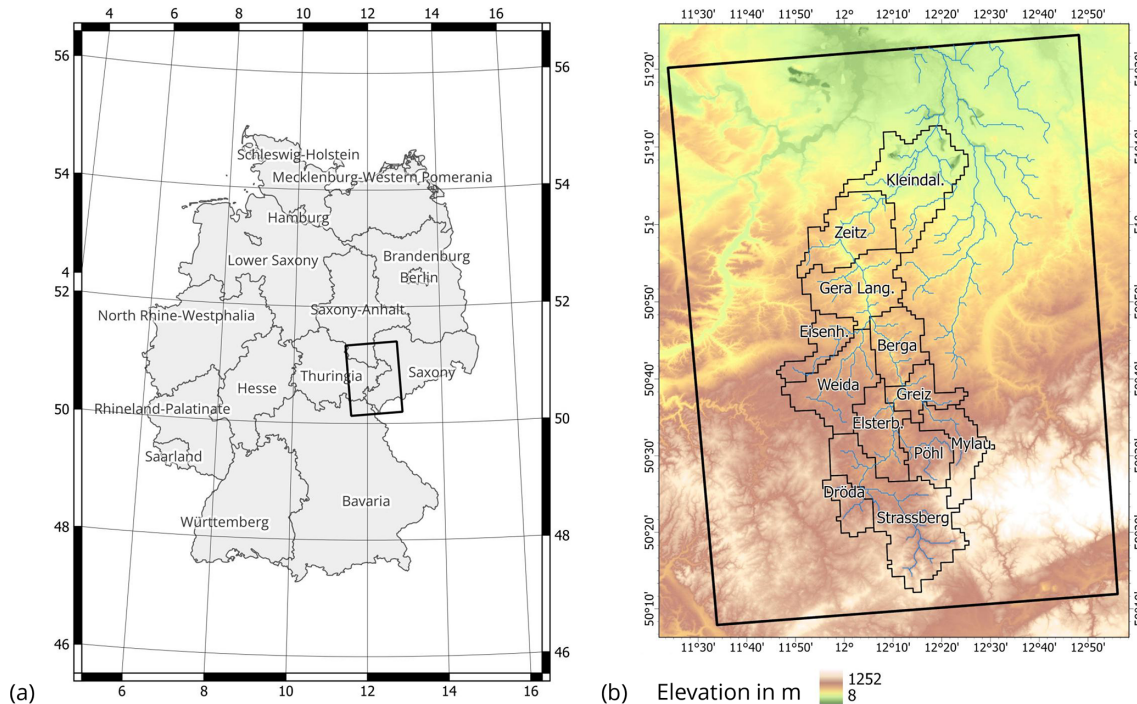 4 6 8 10 12 14
56 56
54 54
4
52 52
50 50
48 48
46 46
6 8 10 12 14 16
Schleswig-Holstein
Mecklenburg-Western Pomerania
Hamburg
Brandenburg
Lower Saxony
Berlin
Saxony-Anhalt
North Rhine-Westphalia
Thuringia
Saxony
Hesse
Rhineland-Palatinate
Saarland
Bavaria
Württemberg
(a)
11°30' 11°40' 11°50' 12° 12°10' 12°20' 12°30' 12°40' 12°50'
51°20'
51°10'
51°
50°50'
50°40'
50°30'
50°20'
50°10'
Kleindal.
Zeitz
Gera Lang.
Eisenh.
Berga
Weida
Greiz
Elsterb.
Mylau
Pöhl
Dröda
Strassberg
11°30' 11°40' 11°50' 12° 12°10' 12°20' 12°30' 12°40' 12°50'
(b) Elevation in m 1252
8